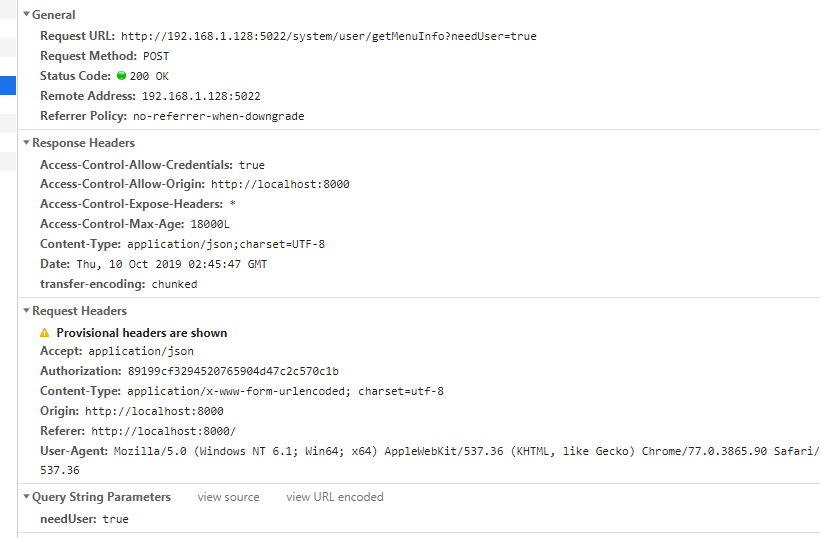 General
Request URL: http://192.168.1.128:5022/system/user/getMenuInfo?needUser=true
Request Method: POST
Status Code: 200 OK
Remote Address: 192.168.1.128:5022
Referrer Policy: no-referrer-when-downgrade
Response Headers
Access-Control-Allow-Credentials: true
Access-Control-Allow-Origin: http://localhost:8000
Access-Control-Expose-Headers: *
Access-Control-Max-Age: 18000L
Content-Type: application/json;charset=UTF-8
Date: Thu, 10 Oct 2019 02:45:47 GMT
transfer-encoding: chunked
Request Headers
Provisional headers are shown
Accept: application/json
Authorization: 89199cf3294520765904d47c2c570c1b
Content-Type: application/x-www-form-urlencoded; charset=utf-8
Origin: http://localhost:8000
Referer: http://localhost:8000/
User-Agent: Mozilla/5.0 (Windows NT 6.1; Win64; x64) AppleWebKit/537.36 (KHTML, like Gecko) Chrome/77.0.3865.90 Safari/
537.36
Query String Parameters view source view URL encoded
needUser: true